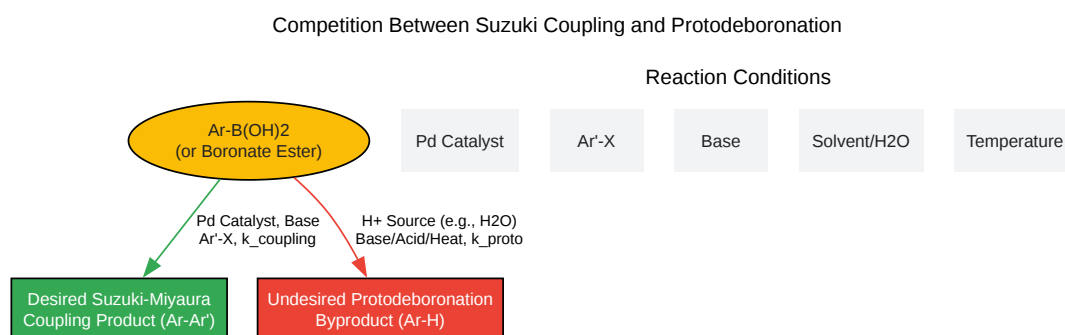 Competition Between Suzuki Coupling and Protodeboronation
Reaction Conditions
Ar-B(OH)2
(or Boronate Ester)
Pd Catalyst
Ar'-X
Base
Solvent/H2O
Temperature
Pd Catalyst, Base
Ar'-X, k_coupling
H+ Source (e.g., H2O)
Base/Acid/Heat, k_proto
Desired Suzuki-Miyaura
Coupling Product (Ar-Ar')
Undesired Protodeboronation
Byproduct (Ar-H)